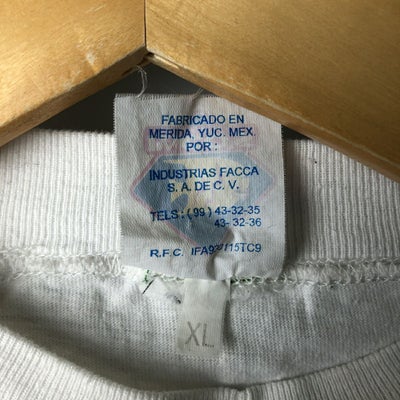 FABRICADO EN
MERIDA, YUC. MEX.
POR :
INDUSTRIAS FACCA
S. A. DE C. V.
TELS : ( 99 ) 43-32-35
43- 32-36
R.F.C.
XL